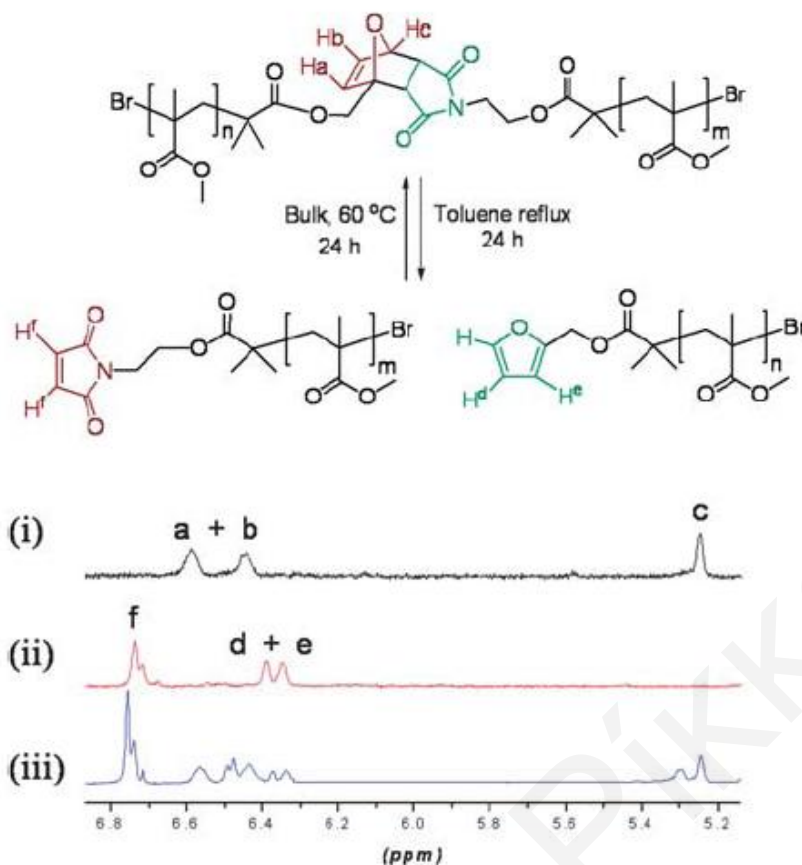 O
Hb
Hc
Ha
O
O
O
N
O
O
O
Br
n
O
O
m
Br
O
O
Bulk, 60 ºC
24 h
Toluene reflux
24 h
Hf
Hf
O
N
O
O
O
m
Br
O
O
H
O
Hd
He
O
O
n
Br
O
O
(i)
a + b
c
(ii)
f
d + e
(iii)
6.8 6.6 6.4 6.2 6.0 5.8 5.6 5.4 5.2
(ppm)